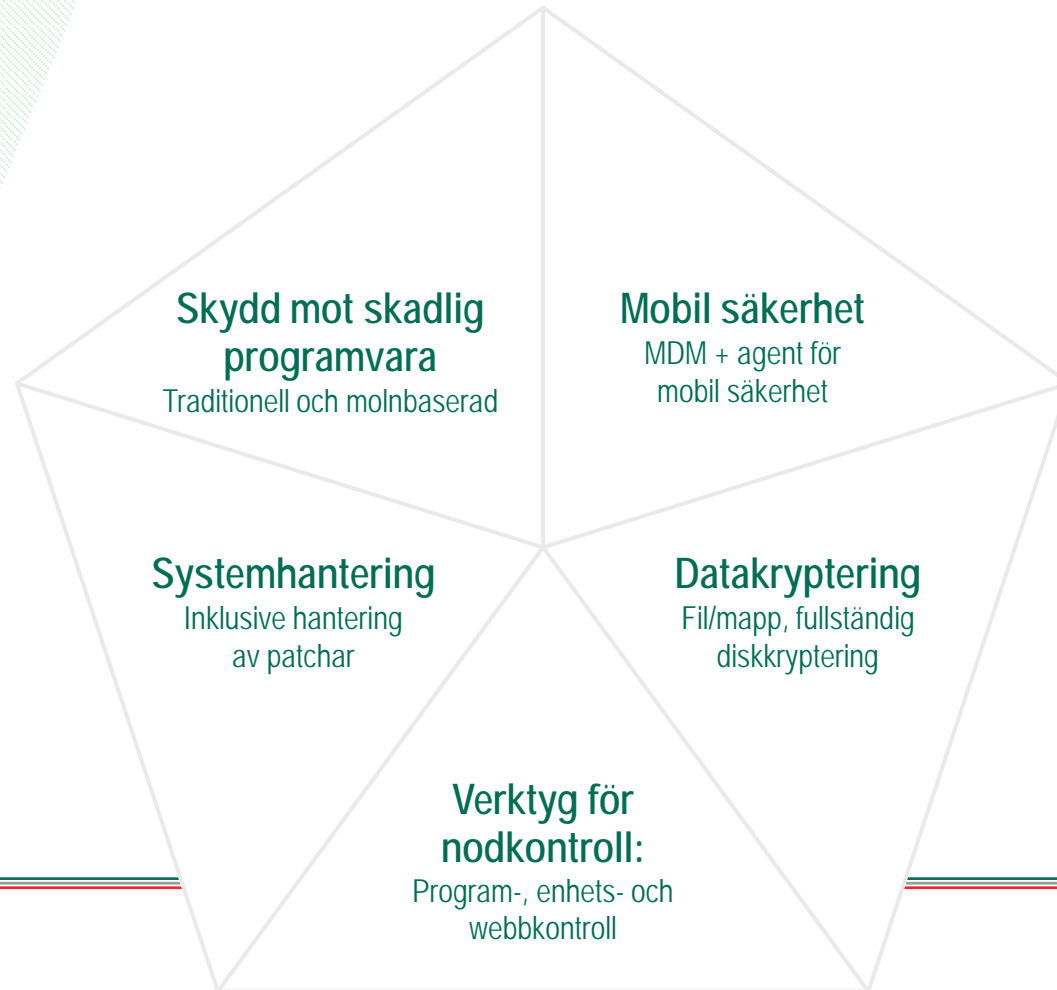 Skydd mot skadlig
programvara
Traditionell och molnbaserad
Mobil säkerhet
MDM + agent för
mobil säkerhet
Systemhantering
Inklusive hantering
av patchar
Datakryptering
Fil/mapp, fullständig
diskkryptering
Verktyg för
nodkontroll:
Program-, enhets- och
webbkontroll